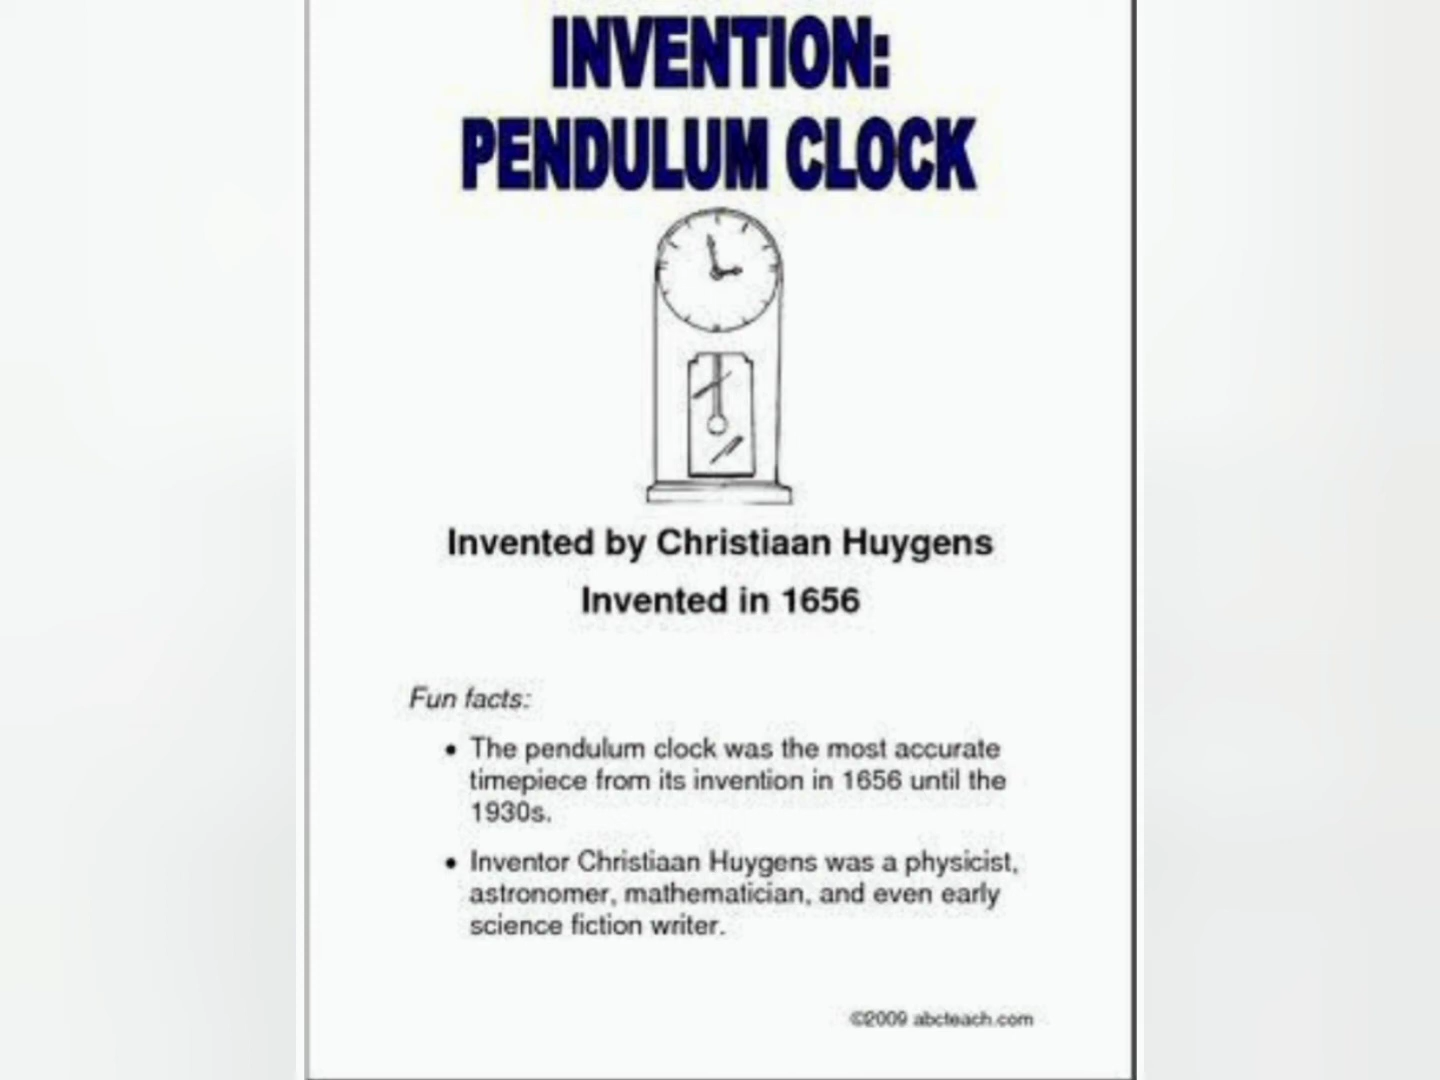 INVENTION:
PENDULUM CLOCK
Invented by Christiaan Huygens
Invented in 1656
Fun facts:
• The pendulum clock was the most accurate
timepiece from its invention in 1656 until the
1930s.
• Inventor Christiaan Huygens was a physicist,
astronomer, mathematician, and even early
science fiction writer.
©2009 abcteach.com